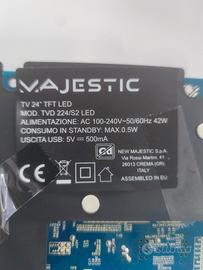 MAJESTIC
TV 24" TFT LED
MOD. TVD 224/S2 LED
ALIMENTAZIONE: AC 100-240V~50/60Hz 42W
CONSUMO IN STANDBY: MAX.0.5W
USCITA USB: 5V ⎓ 500mA
NEW MAJESTIC S.p.A.
Via Rossi Martini, 41
26013 CREMA (CR)
ITALY
ASSEMBLED IN EU